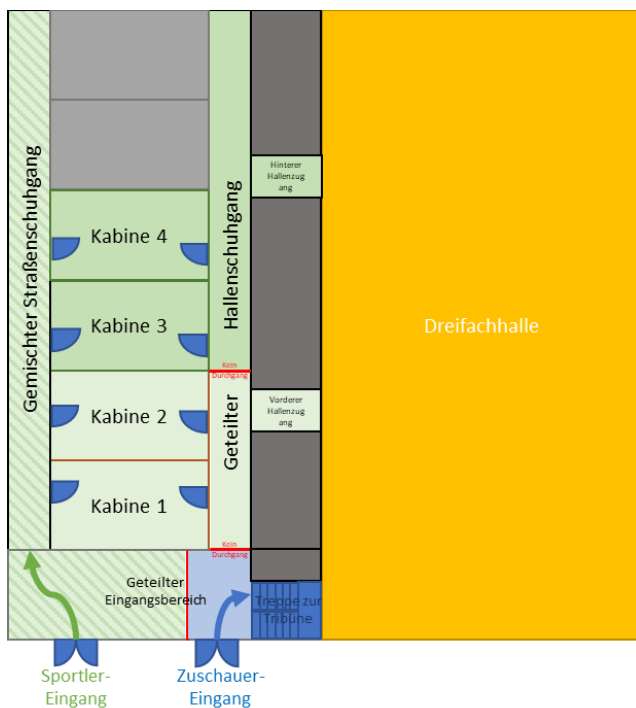 Gemischter Straßenschuhgang
Hallenschuhgang
Hinterer
Hallenzug
ang
Kabine 4
Kabine 3
Dreifachhalle
Kein
Durchgang
Geteilter
Vorderer
Hallenzug
ang
Kabine 2
Kabine 1
Kein
Durchgang
Geteilter
Eingangsbereich
Treppe zur
Tribüne
Sportler-
Eingang
Zuschauer-
Eingang